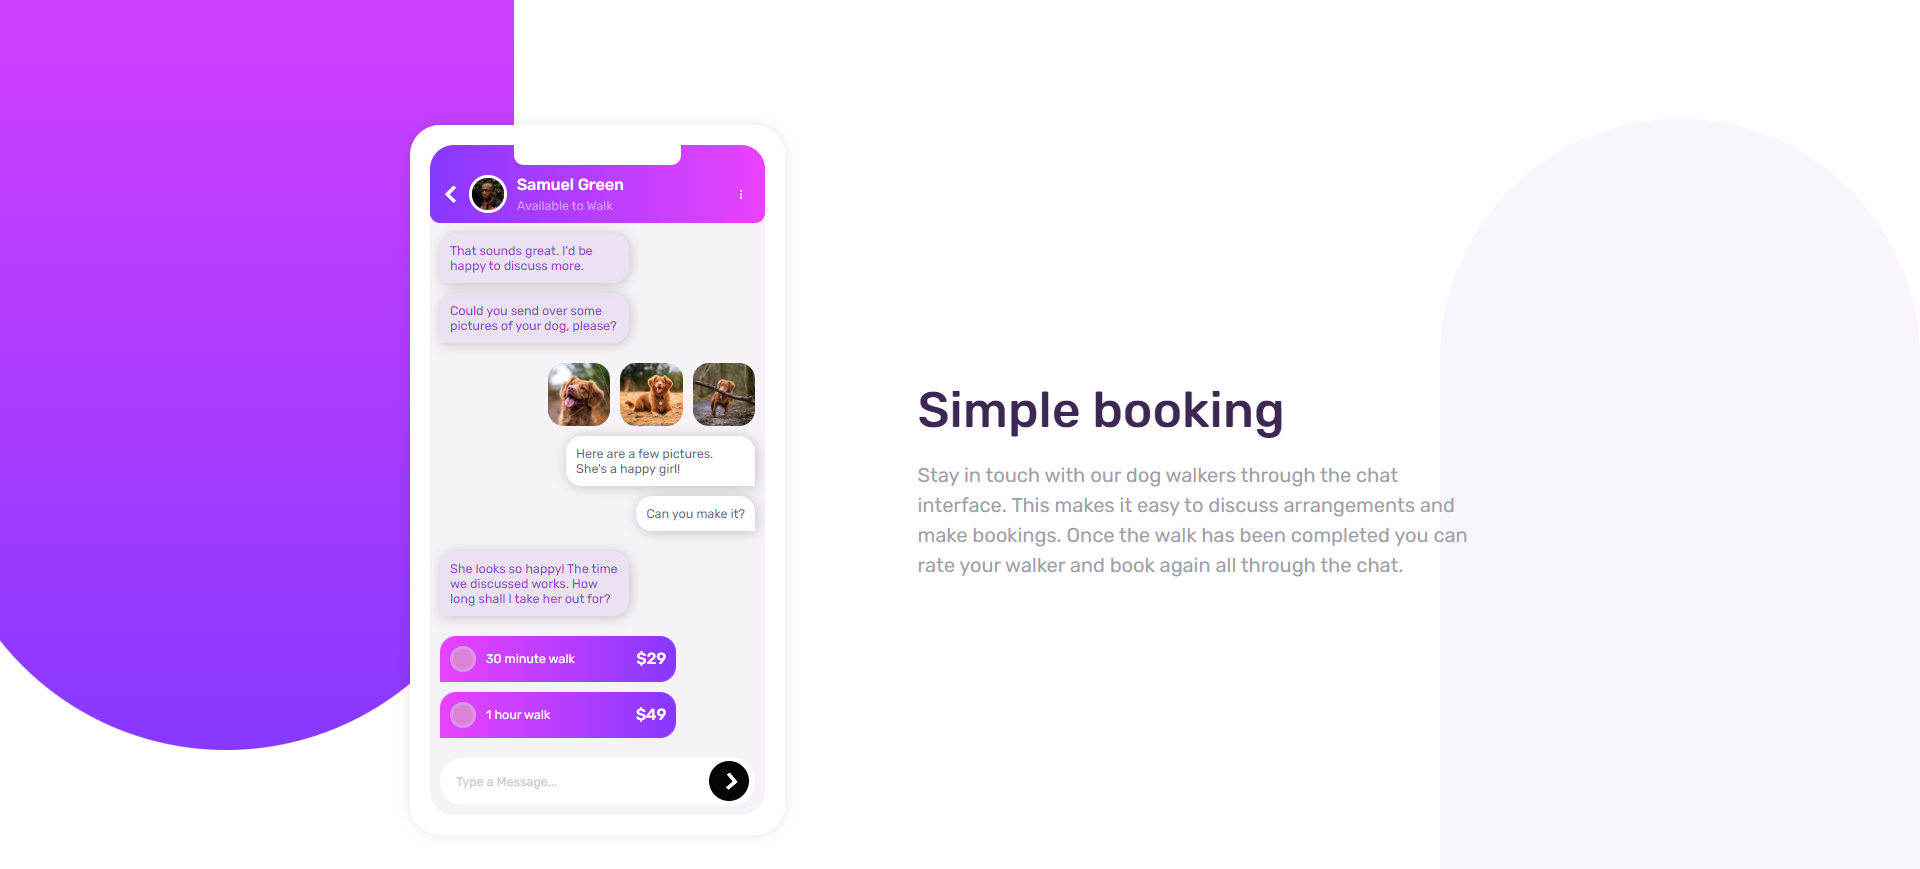 Samuel Green
Available to Walk
That sounds great. I'd be
happy to discuss more.
Could you send over some
pictures of your dog, please?
Here are a few pictures.
She's a happy girl!
Can you make it?
She looks so happy! The time
we discussed works. How
long shall I take her out for?
30 minute walk $29
1 hour walk $49
Type a Message...
Simple booking
Stay in touch with our dog walkers through the chat
interface. This makes it easy to discuss arrangements and
make bookings. Once the walk has been completed you can
rate your walker and book again all through the chat.